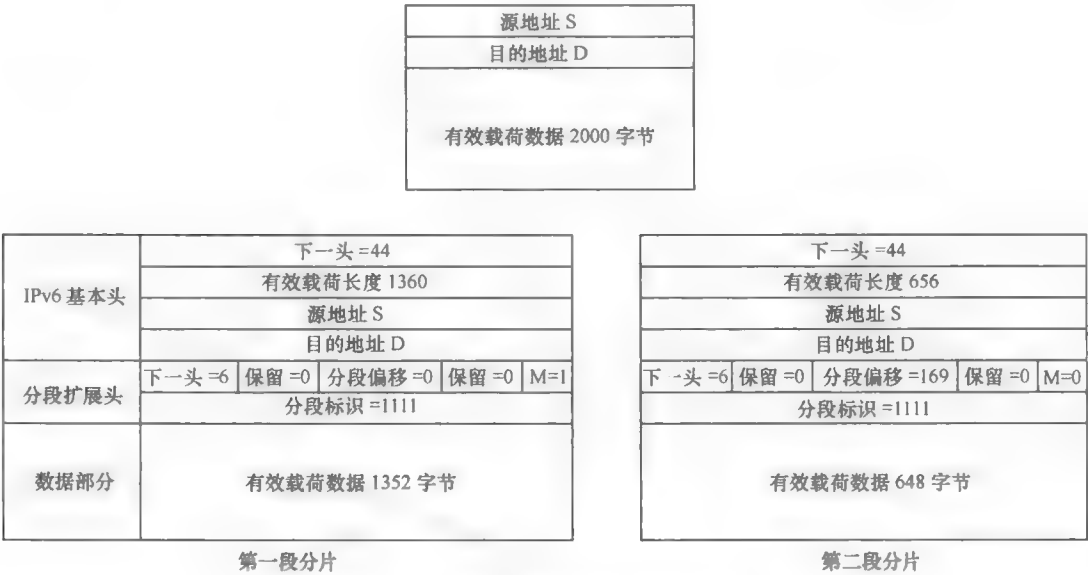 源地址 S
目的地址 D
有效载荷数据 2000 字节
下一头 =44
有效载荷长度 1360
IPv6 基本头
源地址 S
目的地址 D
下一头 =6 保留 =0 分段偏移 =0 保留 =0 M=1
分段扩展头
分段标识 =1111
数据部分
有效载荷数据 1352 字节
第一段分片
下一头 =44
有效载荷长度 656
源地址 S
目的地址 D
下一头 =6 保留 =0 分段偏移 =169 保留 =0 M=0
分段标识 =1111
有效载荷数据 648 字节
第二段分片